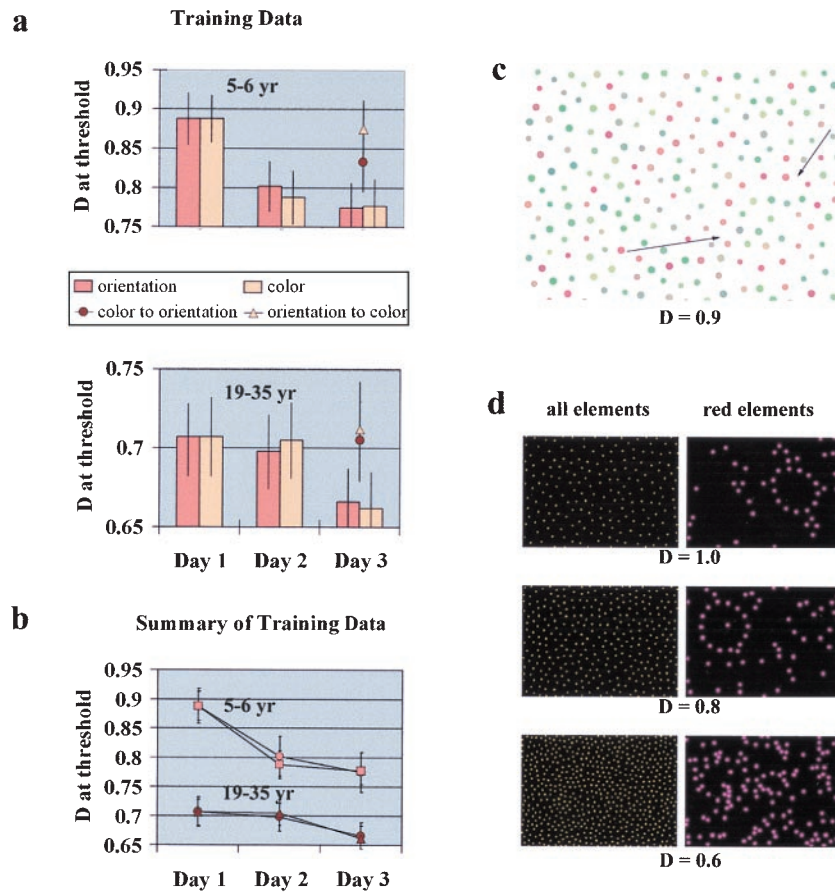 a
Training Data
0.95
0.9
0.85
0.8
0.75
D at threshold
5-6 yr
orientation
color
color to orientation
orientation to color
0.75
0.7
0.65
D at threshold
19-35 yr
Day 1 Day 2 Day 3
b
Summary of Training Data
0.95
0.9
0.85
0.8
0.75
0.7
0.65
D at threshold
5-6 yr
19-35 yr
Day 1 Day 2 Day 3
c
D = 0.9
d
all elements red elements
D = 1.0
D = 0.8
D = 0.6